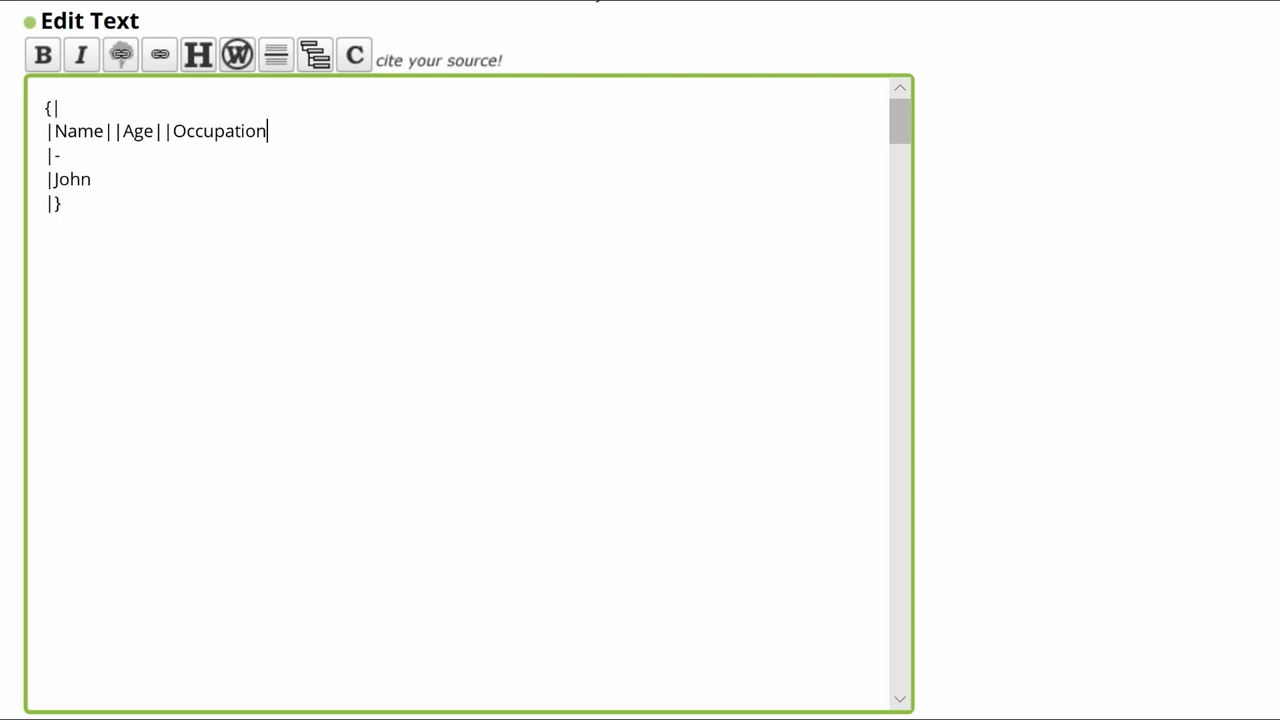 Edit Text
B I H W C cite your source!
{|
|Name||Age||Occupation
|-
|John
|}